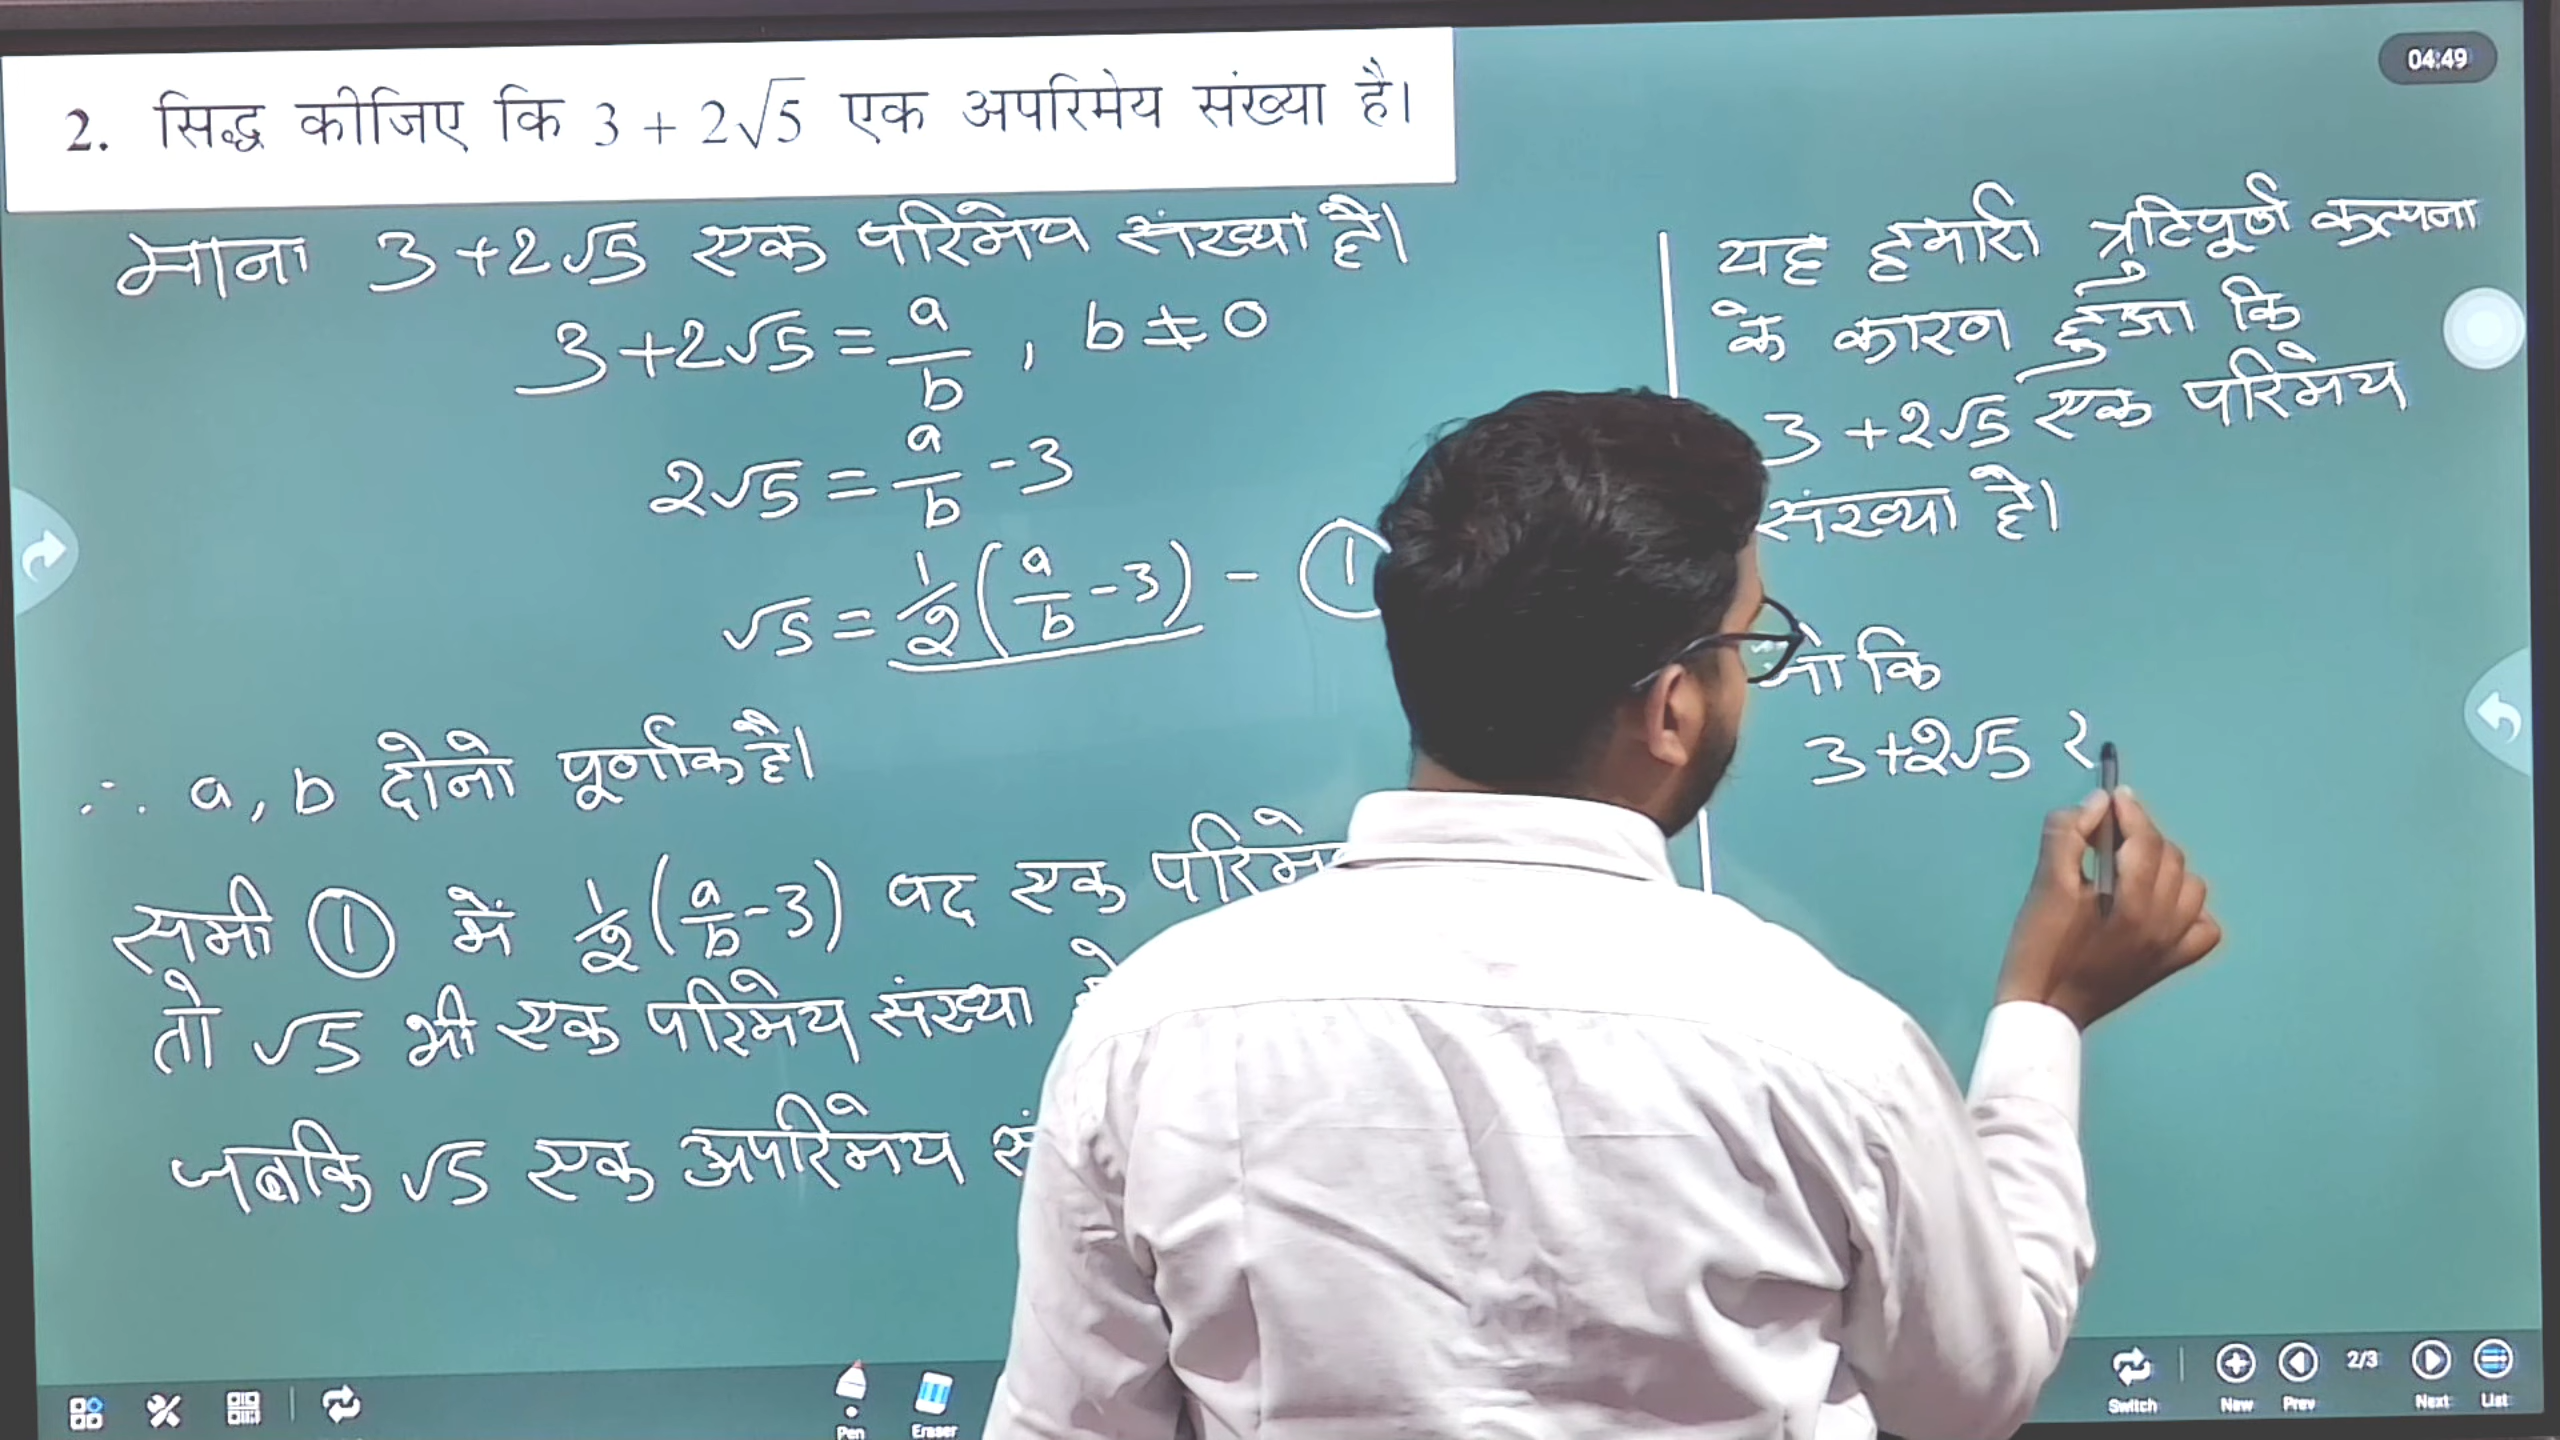 04:49
2. सिद्ध कीजिए कि 3 + 2√5 एक अपरिमेय संख्या है।
माना 3+2√5 एक परिमेय संख्या है।
3+2√5 = a/b , b ≠ 0
2√5 = a/b - 3
√5 = 1/2 (a/b - 3) - ①
∴ a, b दोनो पूर्णांक है।
समी ① में 1/2 (a/b - 3) पद एक
तो √5 भी एक परिमेय संख्या
जबकि √5 एक अपरिमेय
यह हमारी त्रुटिपूर्ण कल्पना
के कारण हुआ कि
3+2√5 एक परिमेय
संख्या है।
जो कि
3+2√5
Pen
Eraser
Switch
New
Prev
2/3
Next
List